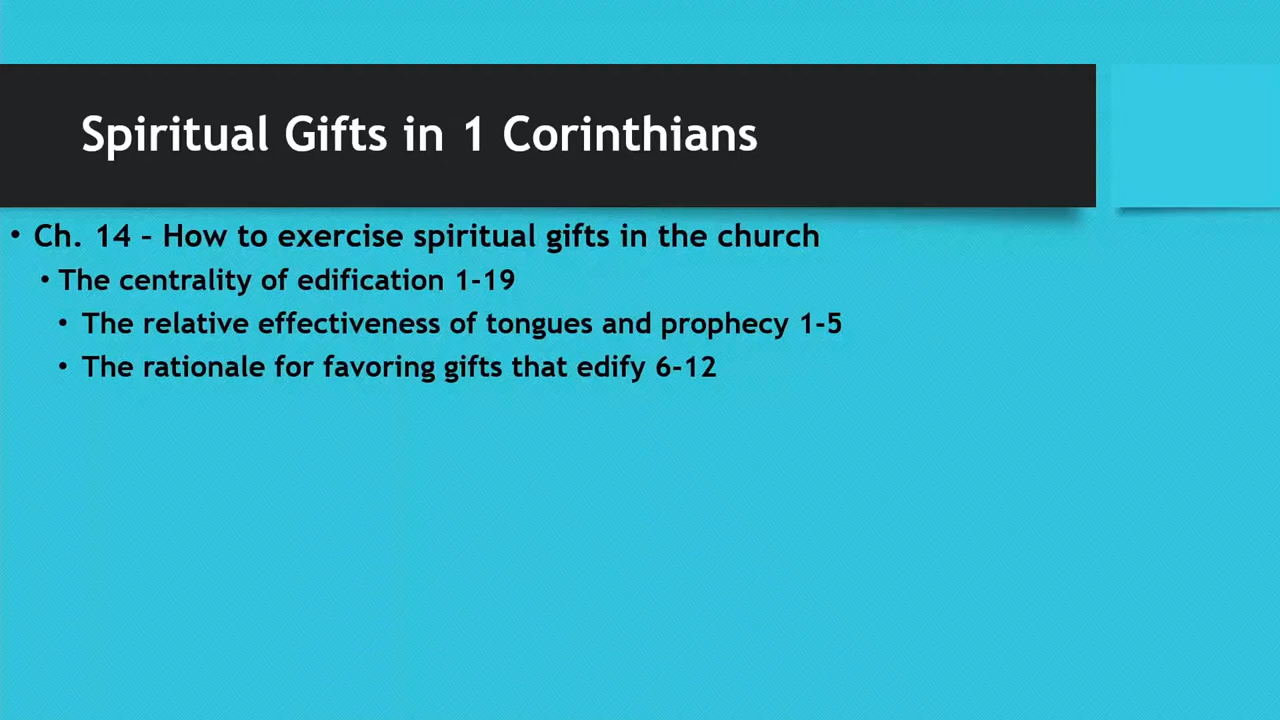 Spiritual Gifts in 1 Corinthians
• Ch. 14 – How to exercise spiritual gifts in the church
• The centrality of edification 1-19
• The relative effectiveness of tongues and prophecy 1-5
• The rationale for favoring gifts that edify 6-12